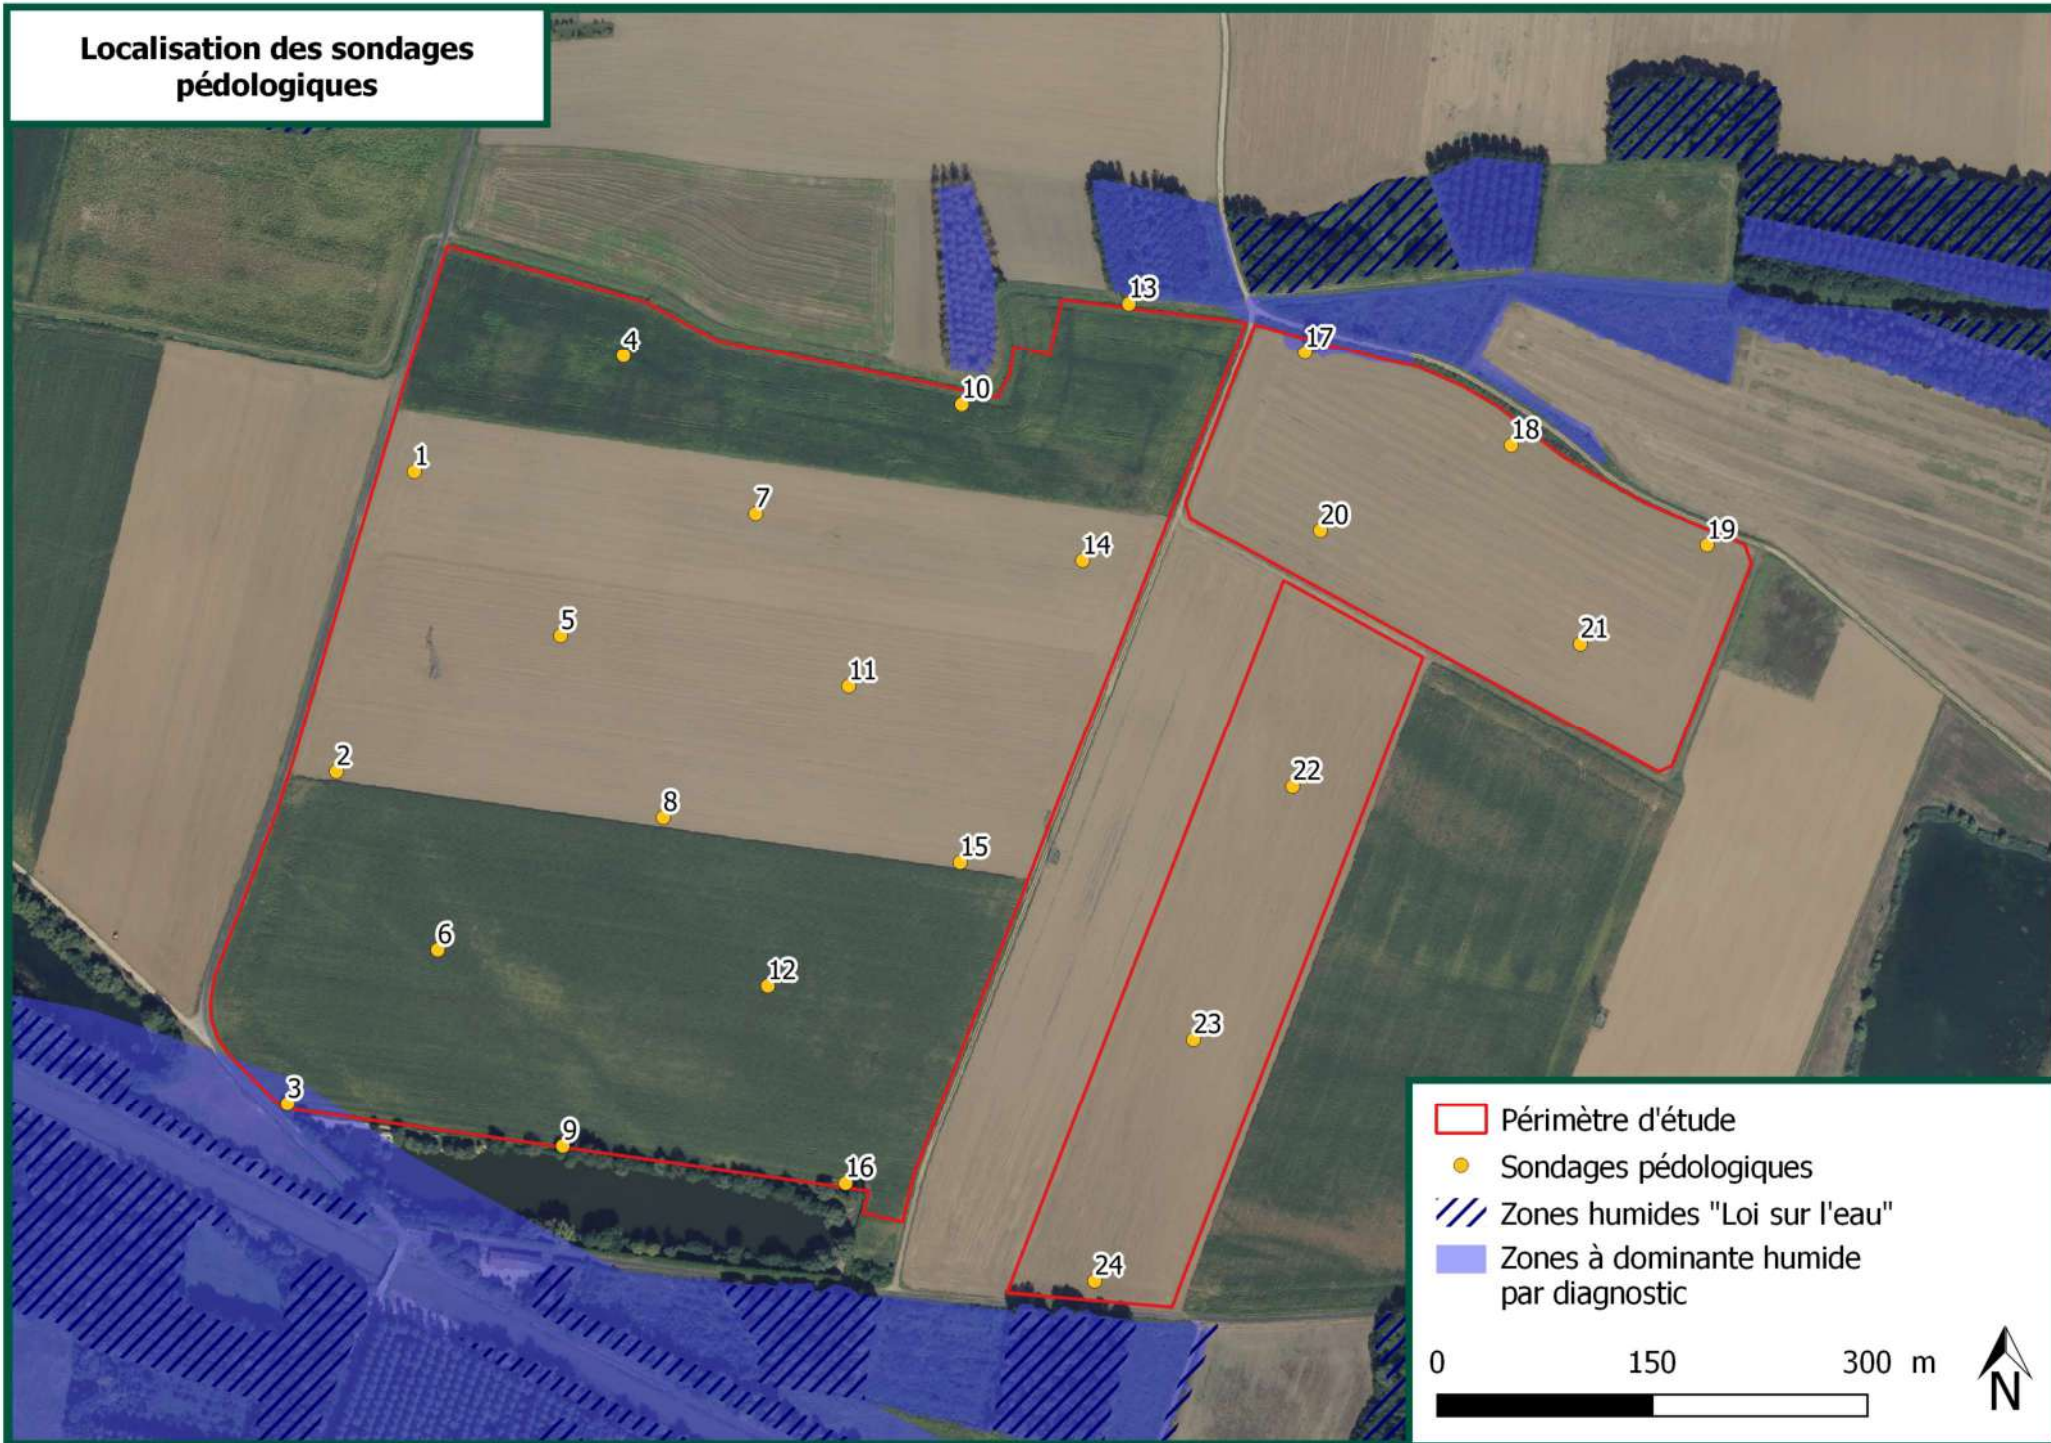 Localisation des sondages
pédologiques
13
4
17
10
18
1
7
19
20
14
5
21
11
2
22
8
15
6
12
23
3
9
16
24
Périmètre d'étude
Sondages pédologiques
Zones humides "Loi sur l'eau"
Zones à dominante humide
par diagnostic
0 150 300 m
N